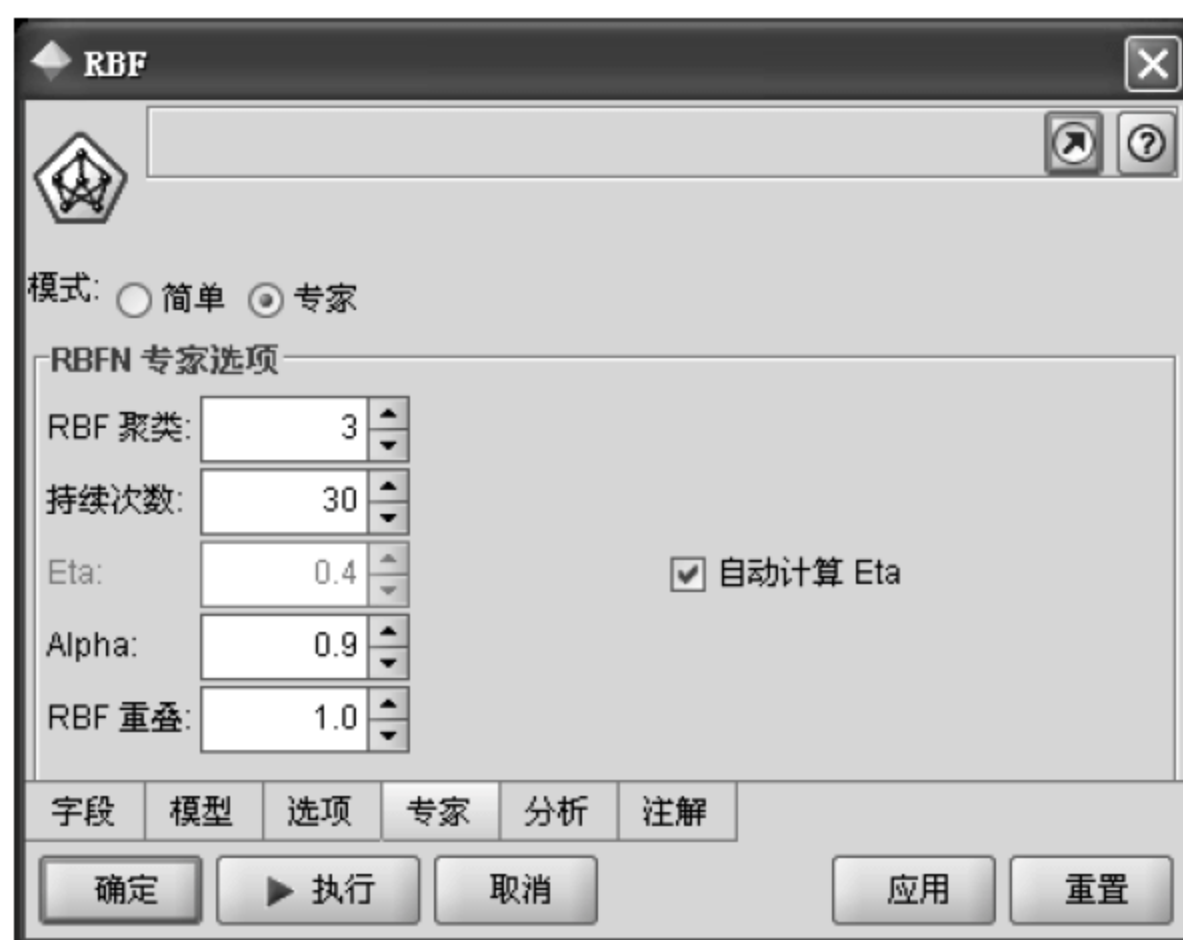 RBF
模式: 简单 专家
RBFN 专家选项
RBF 聚类: 3
持续次数: 30
Eta: 0.4 自动计算 Eta
Alpha: 0.9
RBF 重叠: 1.0
字段 模型 选项 专家 分析 注解
确定 执行 取消 应用 重置